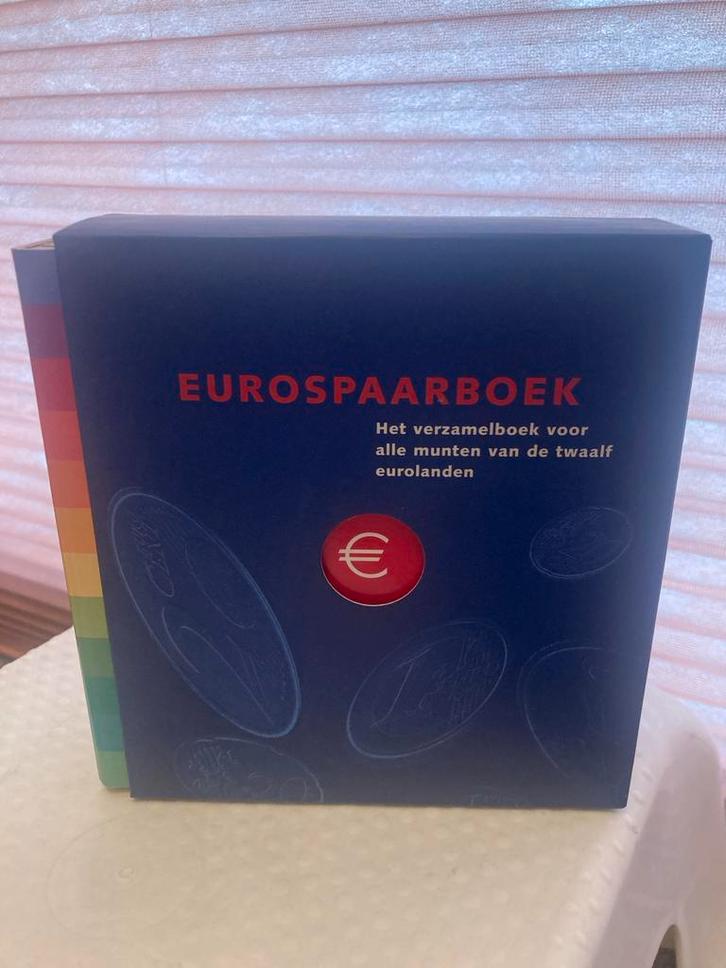 EUROSPAARBOEK
Het verzamelboek voor
alle munten van de twaalf
eurolanden
€